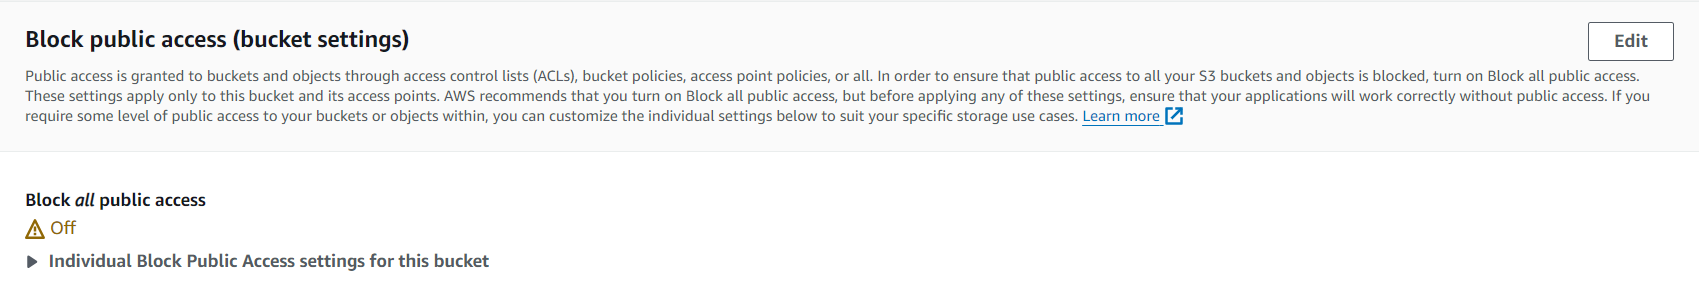 Block public access (bucket settings)
Edit
Public access is granted to buckets and objects through access control lists (ACLs), bucket policies, access point policies, or all. In order to ensure that public access to all your S3 buckets and objects is blocked, turn on Block all public access.
These settings apply only to this bucket and its access points. AWS recommends that you turn on Block all public access, but before applying any of these settings, ensure that your applications will work correctly without public access. If you
require some level of public access to your buckets or objects within, you can customize the individual settings below to suit your specific storage use cases. Learn more
Block all public access
Off
Individual Block Public Access settings for this bucket